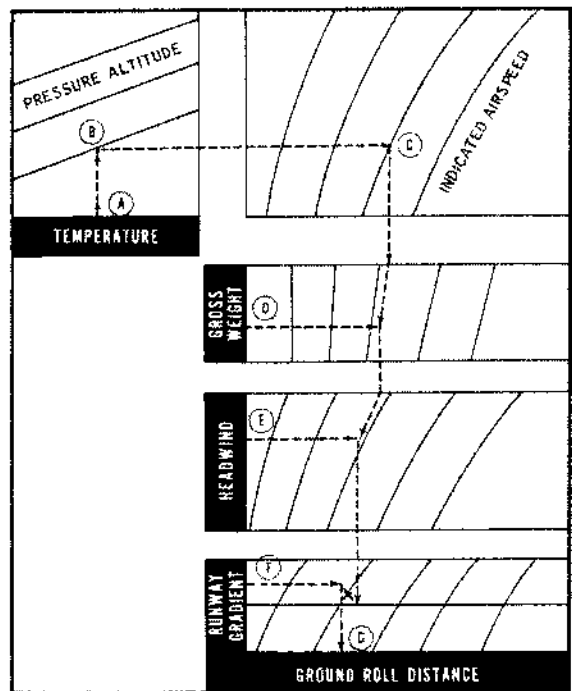 PRESSURE ALTITUDE
B
C
INDICATED AIRSPEED
A
TEMPERATURE
GROSS
WEIGHT
D
HEADWIND
E
RUNWAY
GRADIENT
F
G
GROUND ROLL DISTANCE